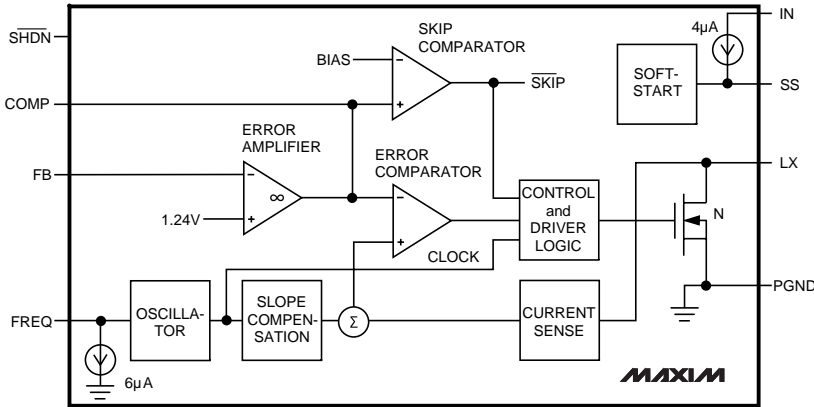 SHDN
COMP
FB
FREQ
BIAS
SKIP
COMPARATOR
SKIP
4µA
IN
SOFT-
START
SS
ERROR
AMPLIFIER
∞
1.24V
ERROR
COMPARATOR
CLOCK
CONTROL
and
DRIVER
LOGIC
LX
N
PGND
OSCILLA-
TOR
SLOPE
COMPEN-
SATION
Σ
CURRENT
SENSE
6µA
MAXIM